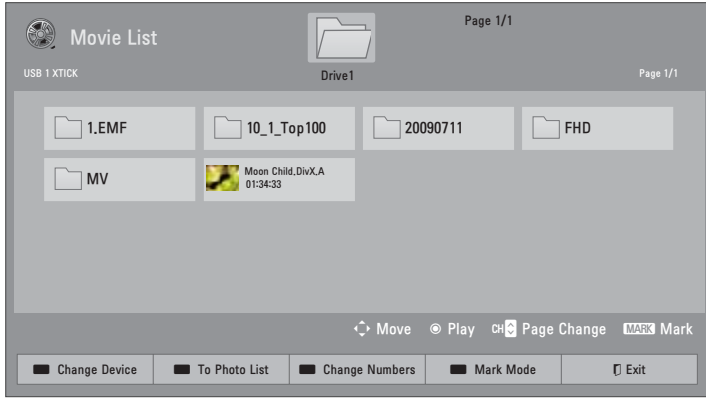 Movie List
Page 1/1
USB 1 XTICK
Drive1
Page 1/1
1.EMF
10_1_Top100
20090711
FHD
MV
Moon Child.DivX.A
01:34:33
Move
Play
CH Page Change
MARK Mark
Change Device
To Photo List
Change Numbers
Mark Mode
Exit